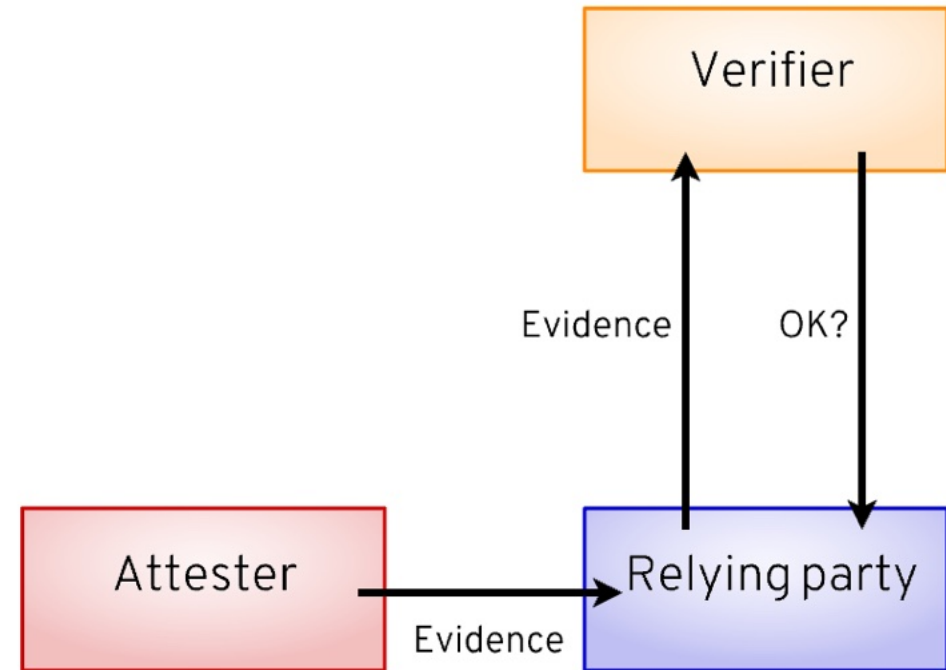 Verifier
Evidence
OK?
Attester
Relying party
Evidence